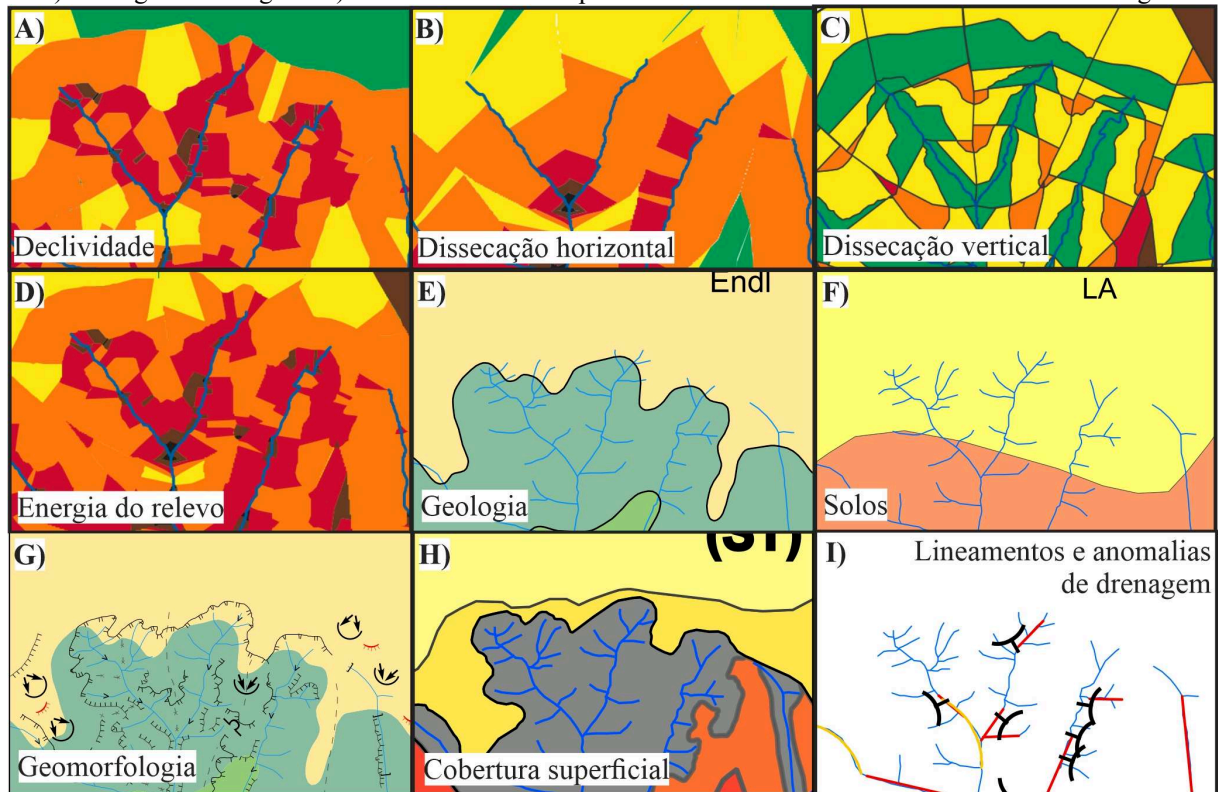 A)
Declividade
B)
Dissecação horizontal
C)
Dissecação vertical
D)
Energia do relevo
E)
Endl
Geologia
F)
LA
Solos
G)
Geomorfologia
H)
Cobertura superficial
I)
Lineamentos e anomalias
de drenagem